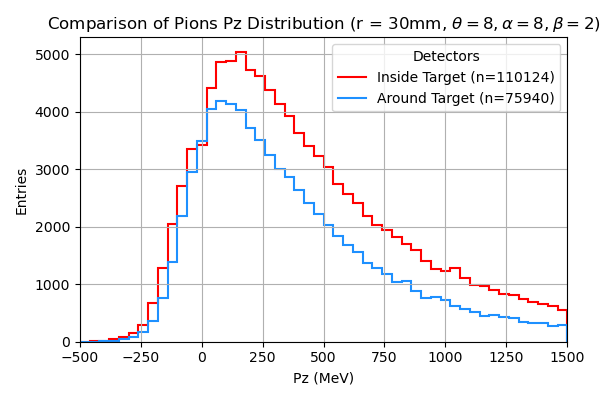 Comparison of Pions Pz Distribution (r = 30mm, θ = 8, α = 8, β = 2)
Detectors
Inside Target (n=110124)
Around Target (n=75940)
Entries
5000
4000
3000
2000
1000
0
−500 −250 0 250 500 750 1000 1250 1500
Pz (MeV)